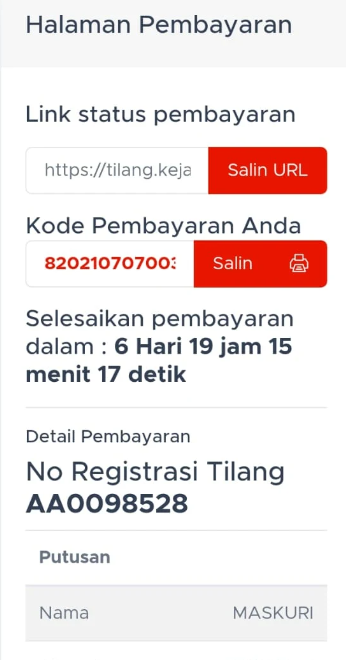 Halaman Pembayaran
Link status pembayaran
https://tilang.keja
Salin URL
Kode Pembayaran Anda
82021070700
Salin
Selesaikan pembayaran
dalam : 6 Hari 19 jam 15
menit 17 detik
Detail Pembayaran
No Registrasi Tilang
AA0098528
Putusan
Nama MASKURI